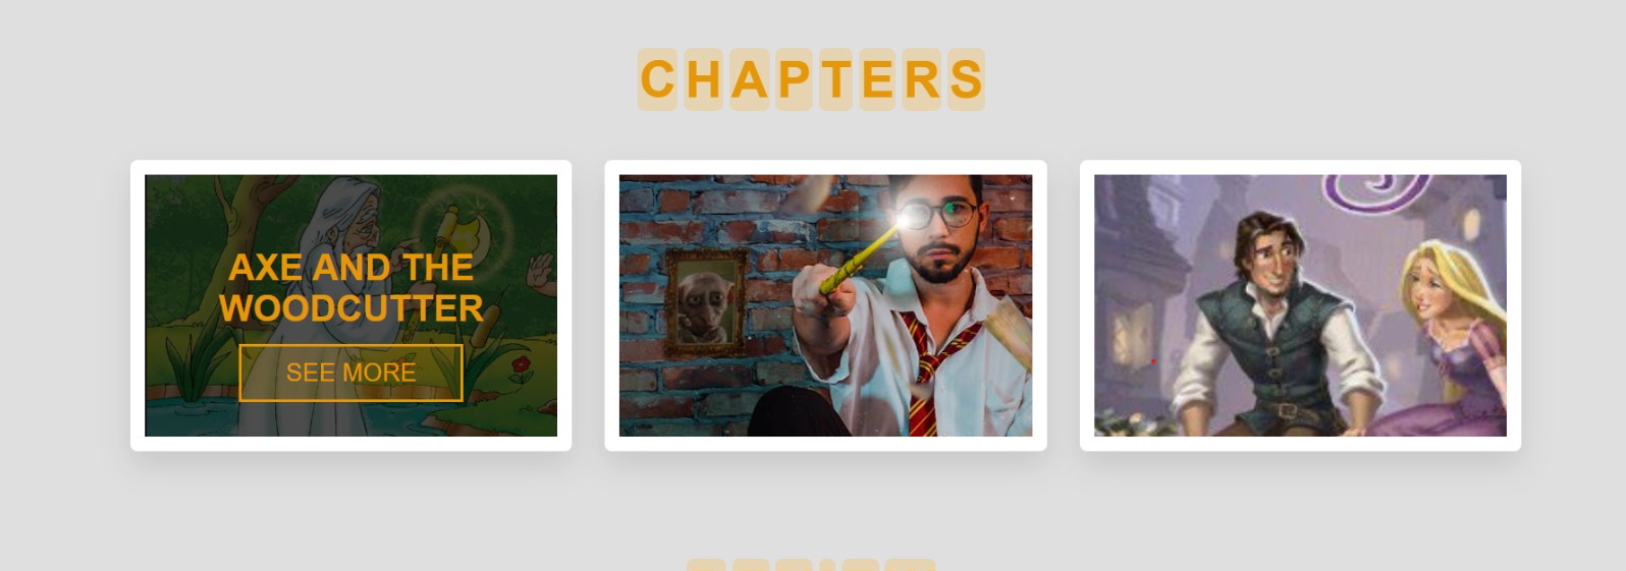 CHAPTERS
AXE AND THE
WOODCUTTER
SEE MORE